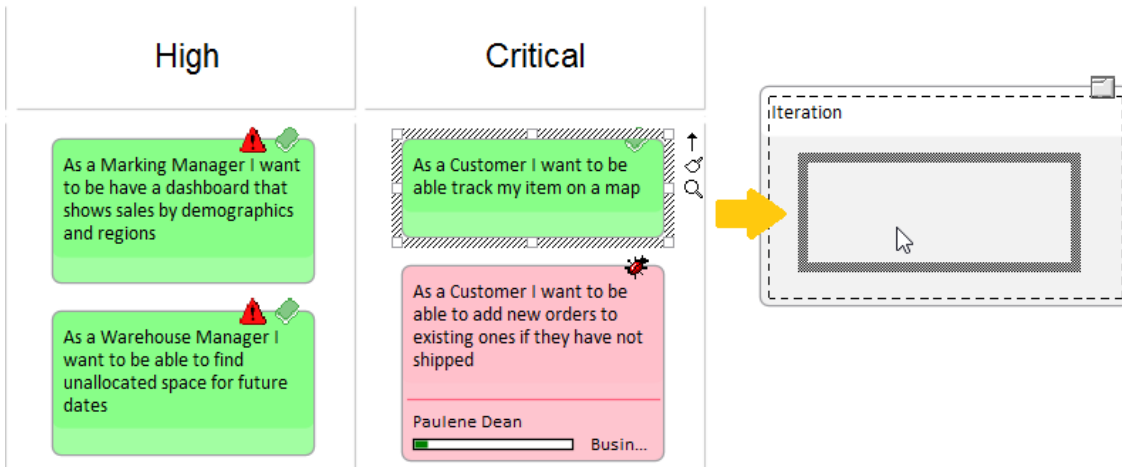 High
Critical
Iteration
As a Marking Manager I want
to be have a dashboard that
shows sales by demographics
and regions
As a Customer I want to be
able track my item on a map
As a Customer I want to be
able to add new orders to
existing ones if they have not
shipped
As a Warehouse Manager I
want to be able to find
unallocated space for future
dates
Paulene Dean
Busin...